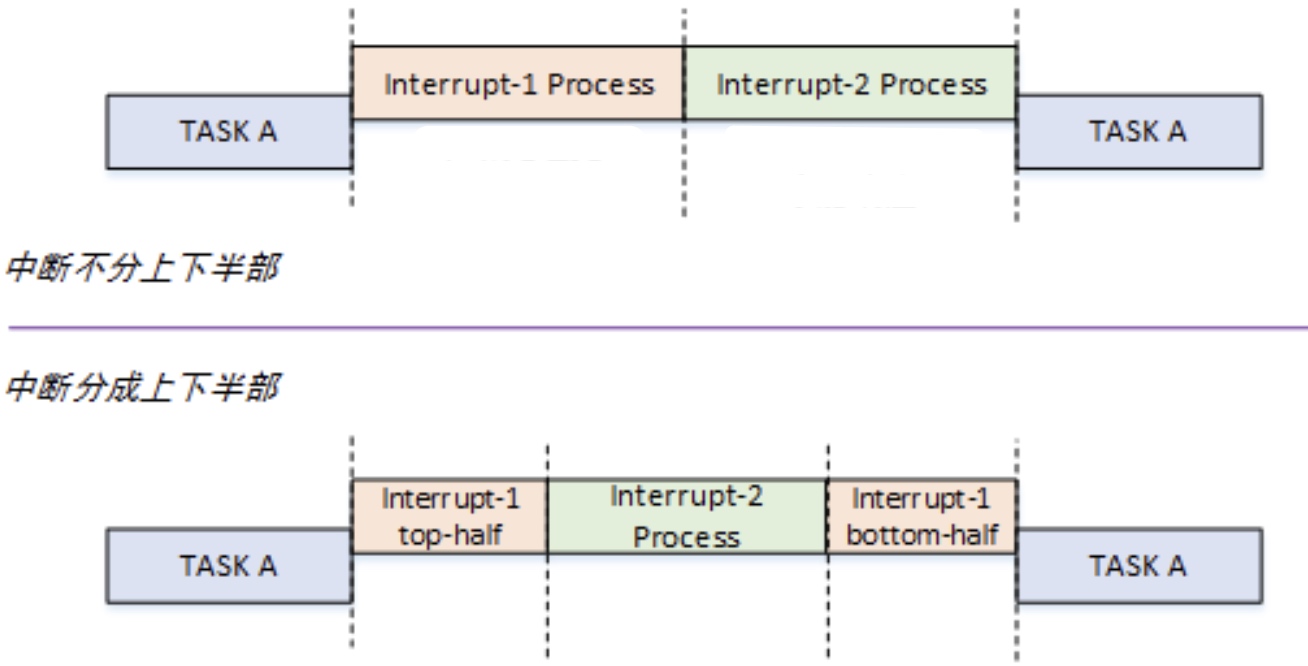 Interrupt-1 Process
Interrupt-2 Process
TASK A
TASK A
中断不分上下半部
中断分成上下半部
Interrupt-1
top-half
Interrupt-2
Process
Interrupt-1
bottom-half
TASK A
TASK A